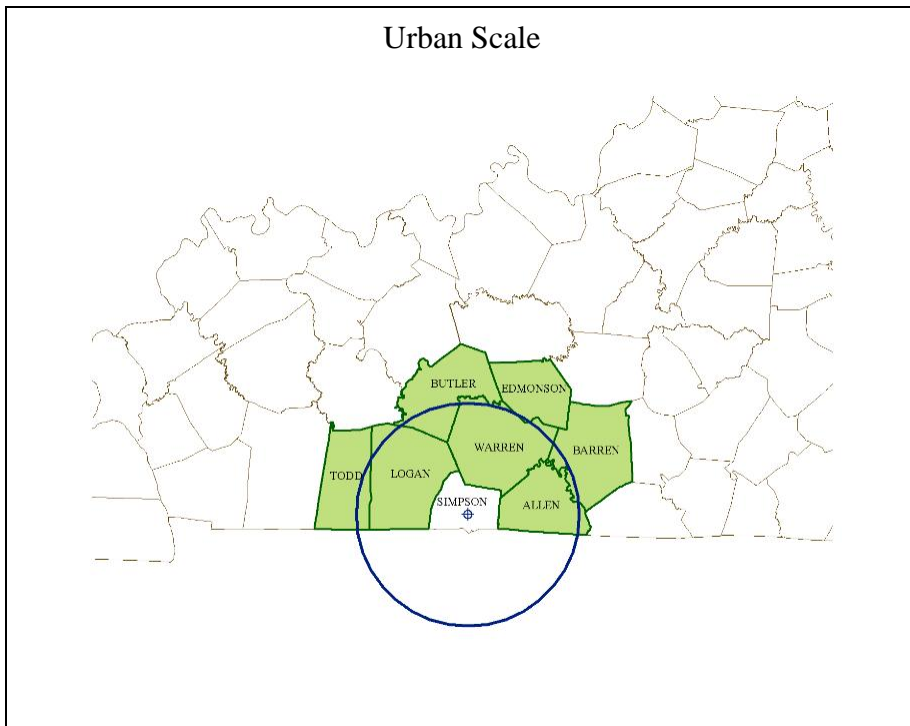 Urban Scale
BUTLER
EDMONSON
WARREN
BARREN
TODD
LOGAN
SIMPSON
ALLEN